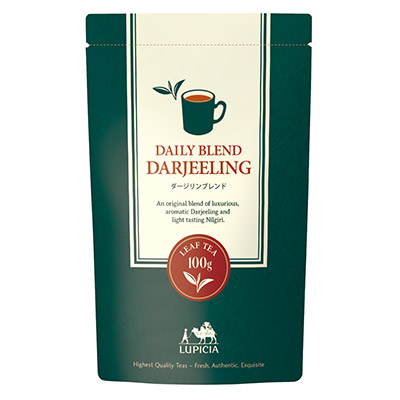 DAILY BLEND
DARJEELING
ダージリンブレンド
An original blend of luxurious,
aromatic Darjeeling and
light tasting Nilgiri.
LEAF TEA
100g
LUPICIA
Highest Quality Teas – Fresh, Authentic, Exquisite